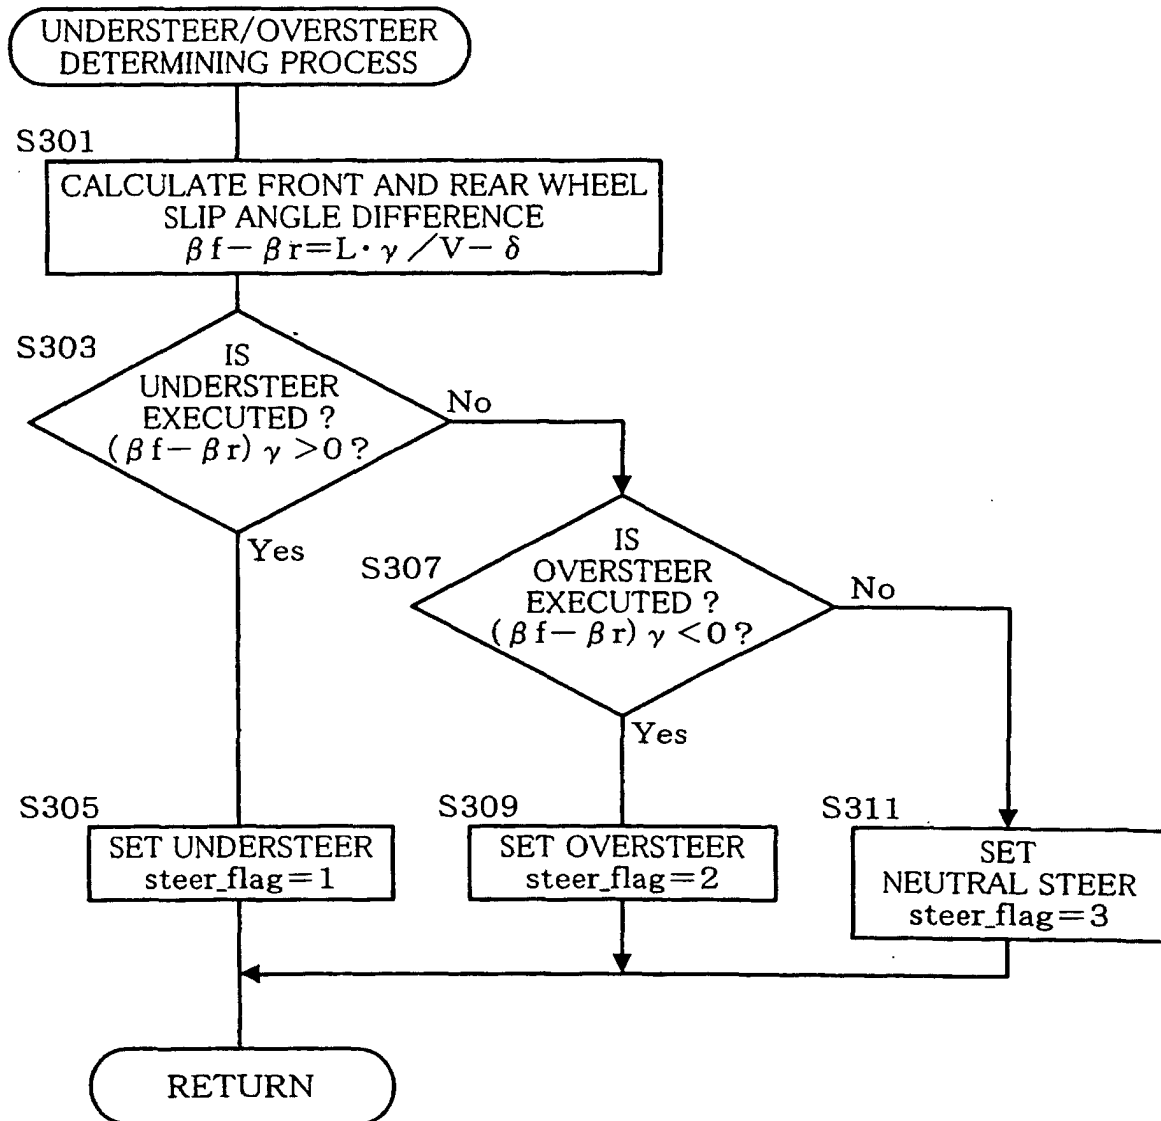 UNDERSTEER/OVERSTEER
DETERMINING PROCESS
S301
CALCULATE FRONT AND REAR WHEEL
SLIP ANGLE DIFFERENCE
βf−βr=L·γ/V−δ
S303
IS
UNDERSTEER
EXECUTED ?
(βf−βr)γ>0?
No
Yes
S307
IS
OVERSTEER
EXECUTED ?
(βf−βr)γ<0?
No
Yes
S305
SET UNDERSTEER
steer_flag=1
S309
SET OVERSTEER
steer_flag=2
S311
SET
NEUTRAL STEER
steer_flag=3
RETURN